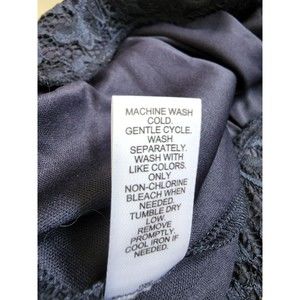 MACHINE WASH
COLD.
GENTLE CYCLE.
WASH
SEPARATELY.
WASH WITH
LIKE COLORS.
ONLY
NON-CHLORINE
BLEACH WHEN
NEEDED.
TUMBLE DRY
LOW.
REMOVE
PROMPTLY.
COOL IRON IF
NEEDED.